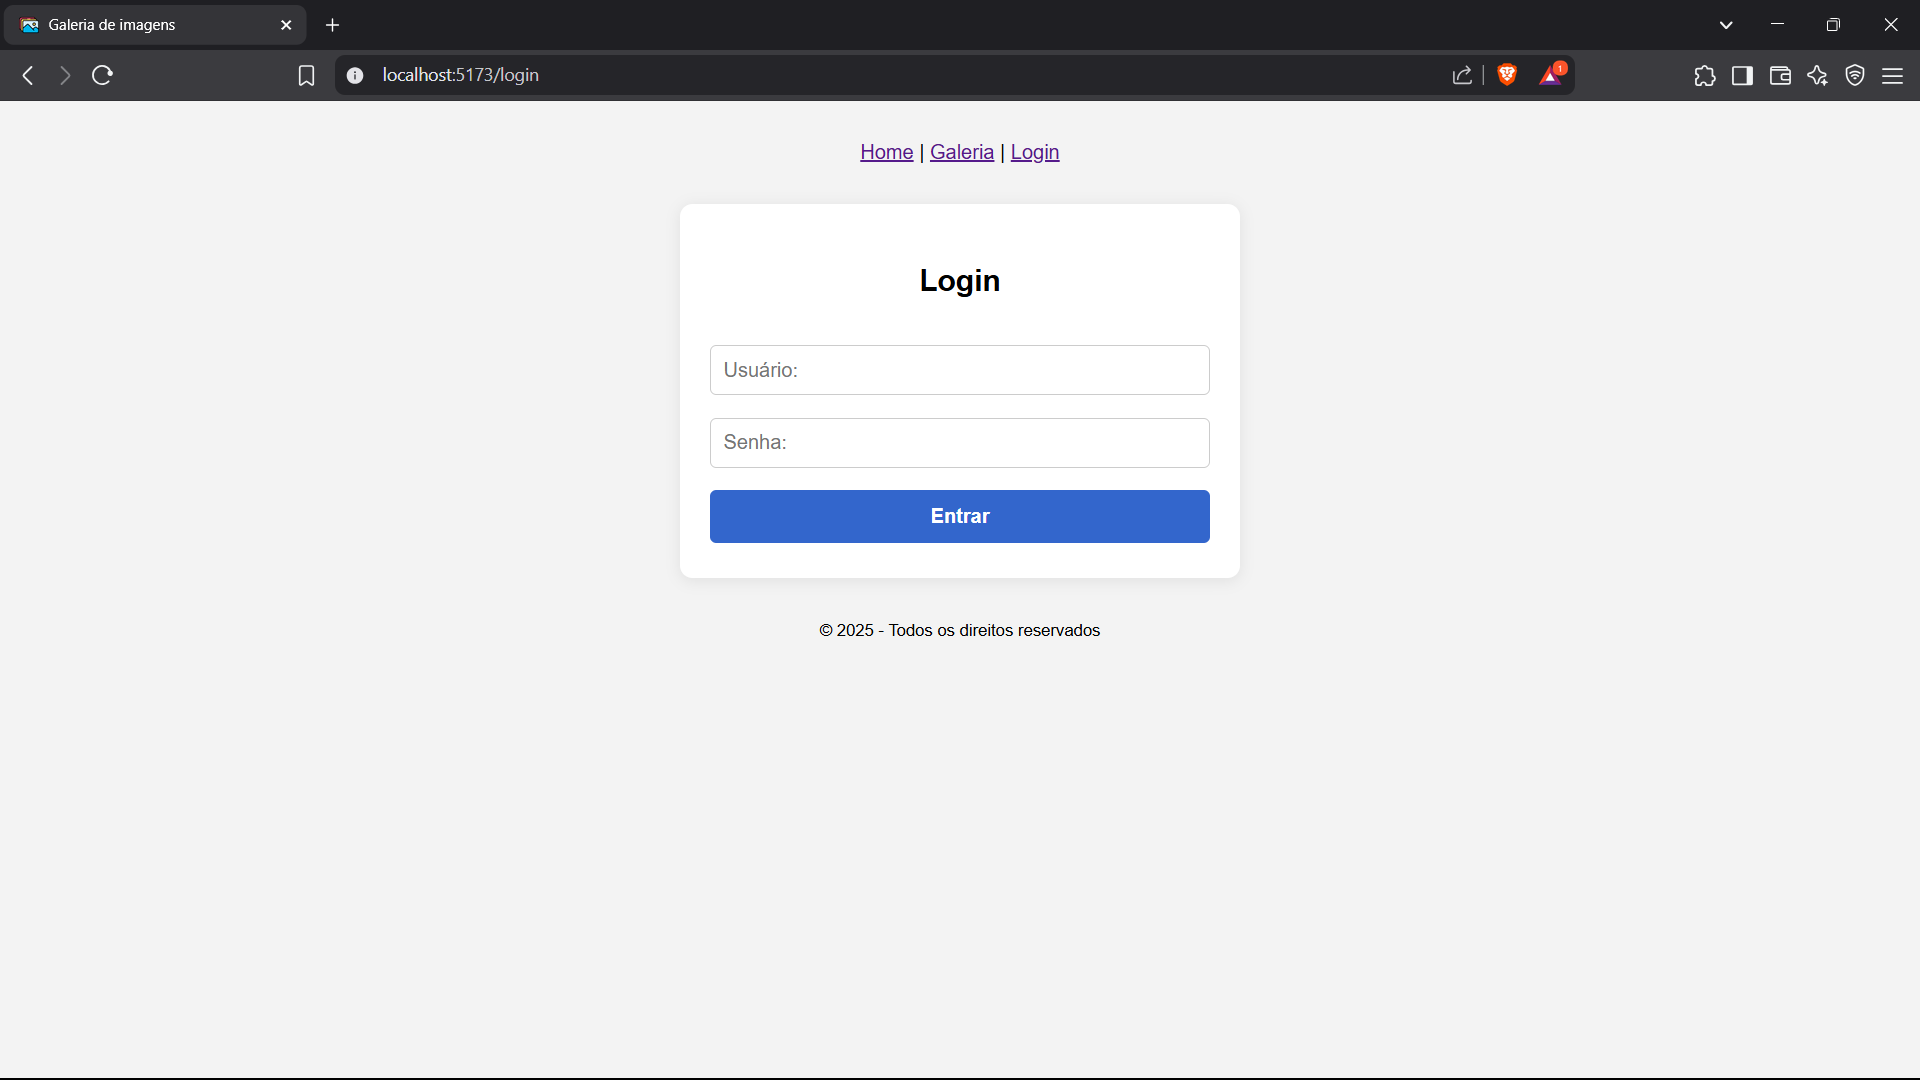 Galeria de imagens
localhost:5173/login
1
Home | Galeria | Login
Login
Usuário:
Senha:
Entrar
© 2025 - Todos os direitos reservados